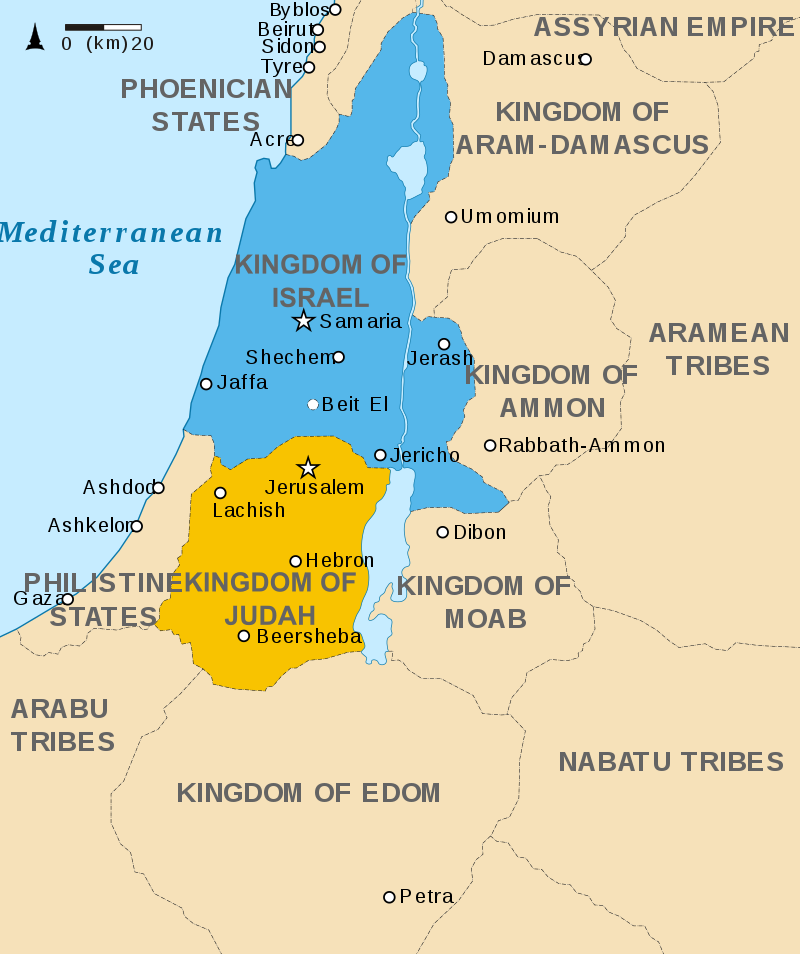 Byblos
ASSYRIAN EMPIRE
Beirut
0 (km) 20
Sidon
Damascus
Tyre
PHOENICIAN
STATES
KINGDOM OF
ARAM-DAMASCUS
Acre
Umomium
Mediterranean
Sea
KINGDOM OF
ISRAEL
Samaria
ARAMEAN
TRIBES
Shechem
Jerash
Jaffa
KINGDOM OF
AMMON
Beit El
Rabbath-Ammon
Jericho
Jerusalem
Ashdod
Lachish
Ashkelon
Dibon
Hebron
PHILISTINE
STATES
KINGDOM OF
JUDAH
KINGDOM OF
MOAB
Gaza
Beersheba
ARABU
TRIBES
NABATU TRIBES
KINGDOM OF EDOM
Petra